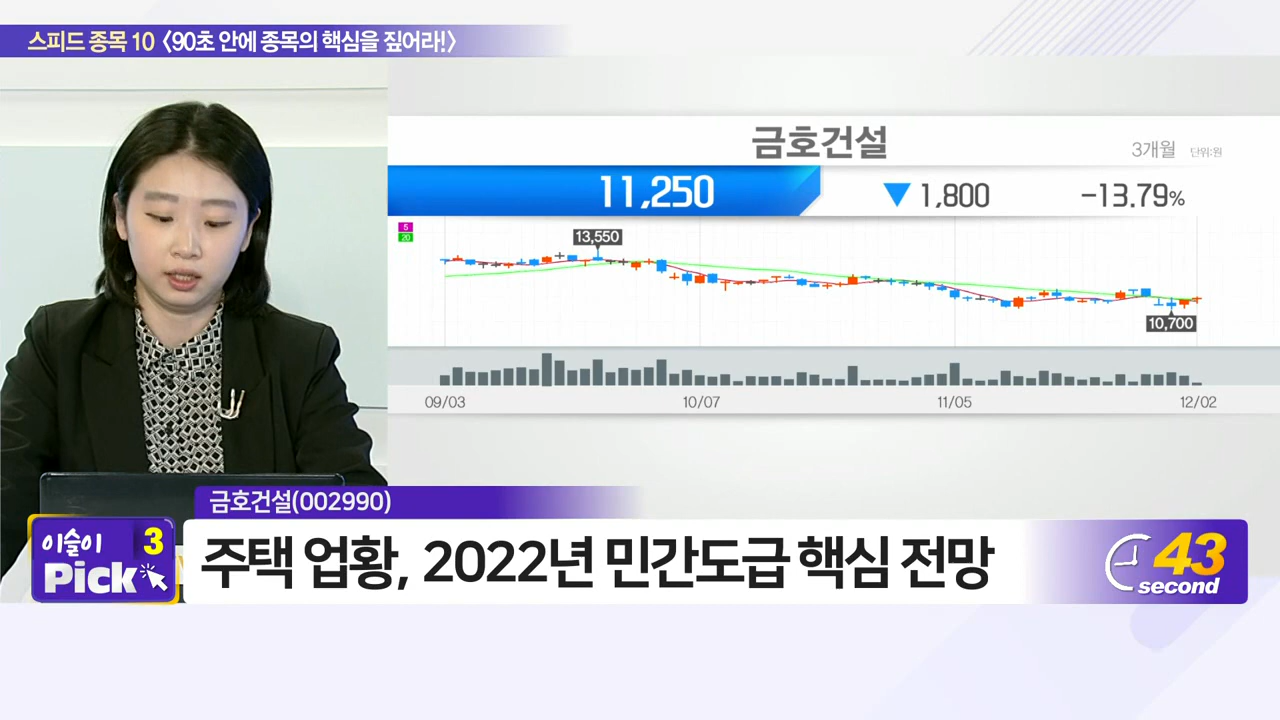 스피드 종목 10 <90초 안에 종목의 핵심을 짚어라!>
금호건설
3개월 단위:원
11,250 ▼ 1,800 -13.79%
5
20
13,550
10,700
09/03 10/07 11/05 12/02
금호건설(002990)
이슬이 3
Pick
주택 업황, 2022년 민간도급 핵심 전망
43
second